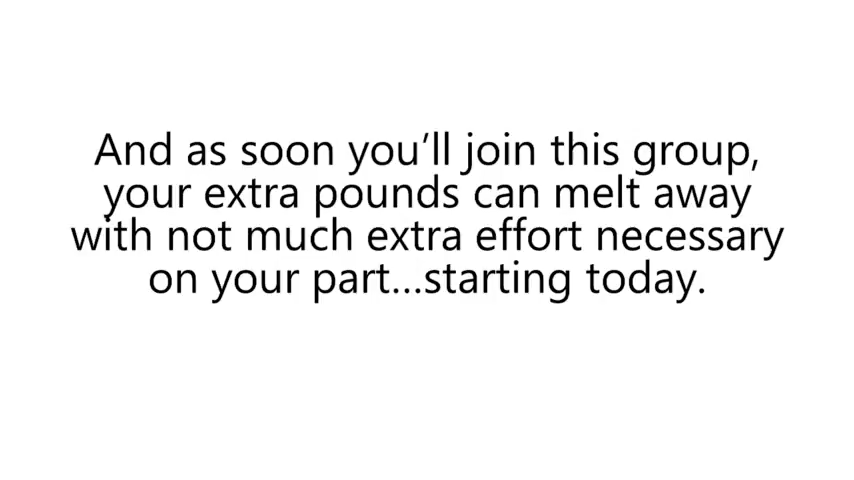 And as soon you’ll join this group,
your extra pounds can melt away
with not much extra effort necessary
on your part...starting today.